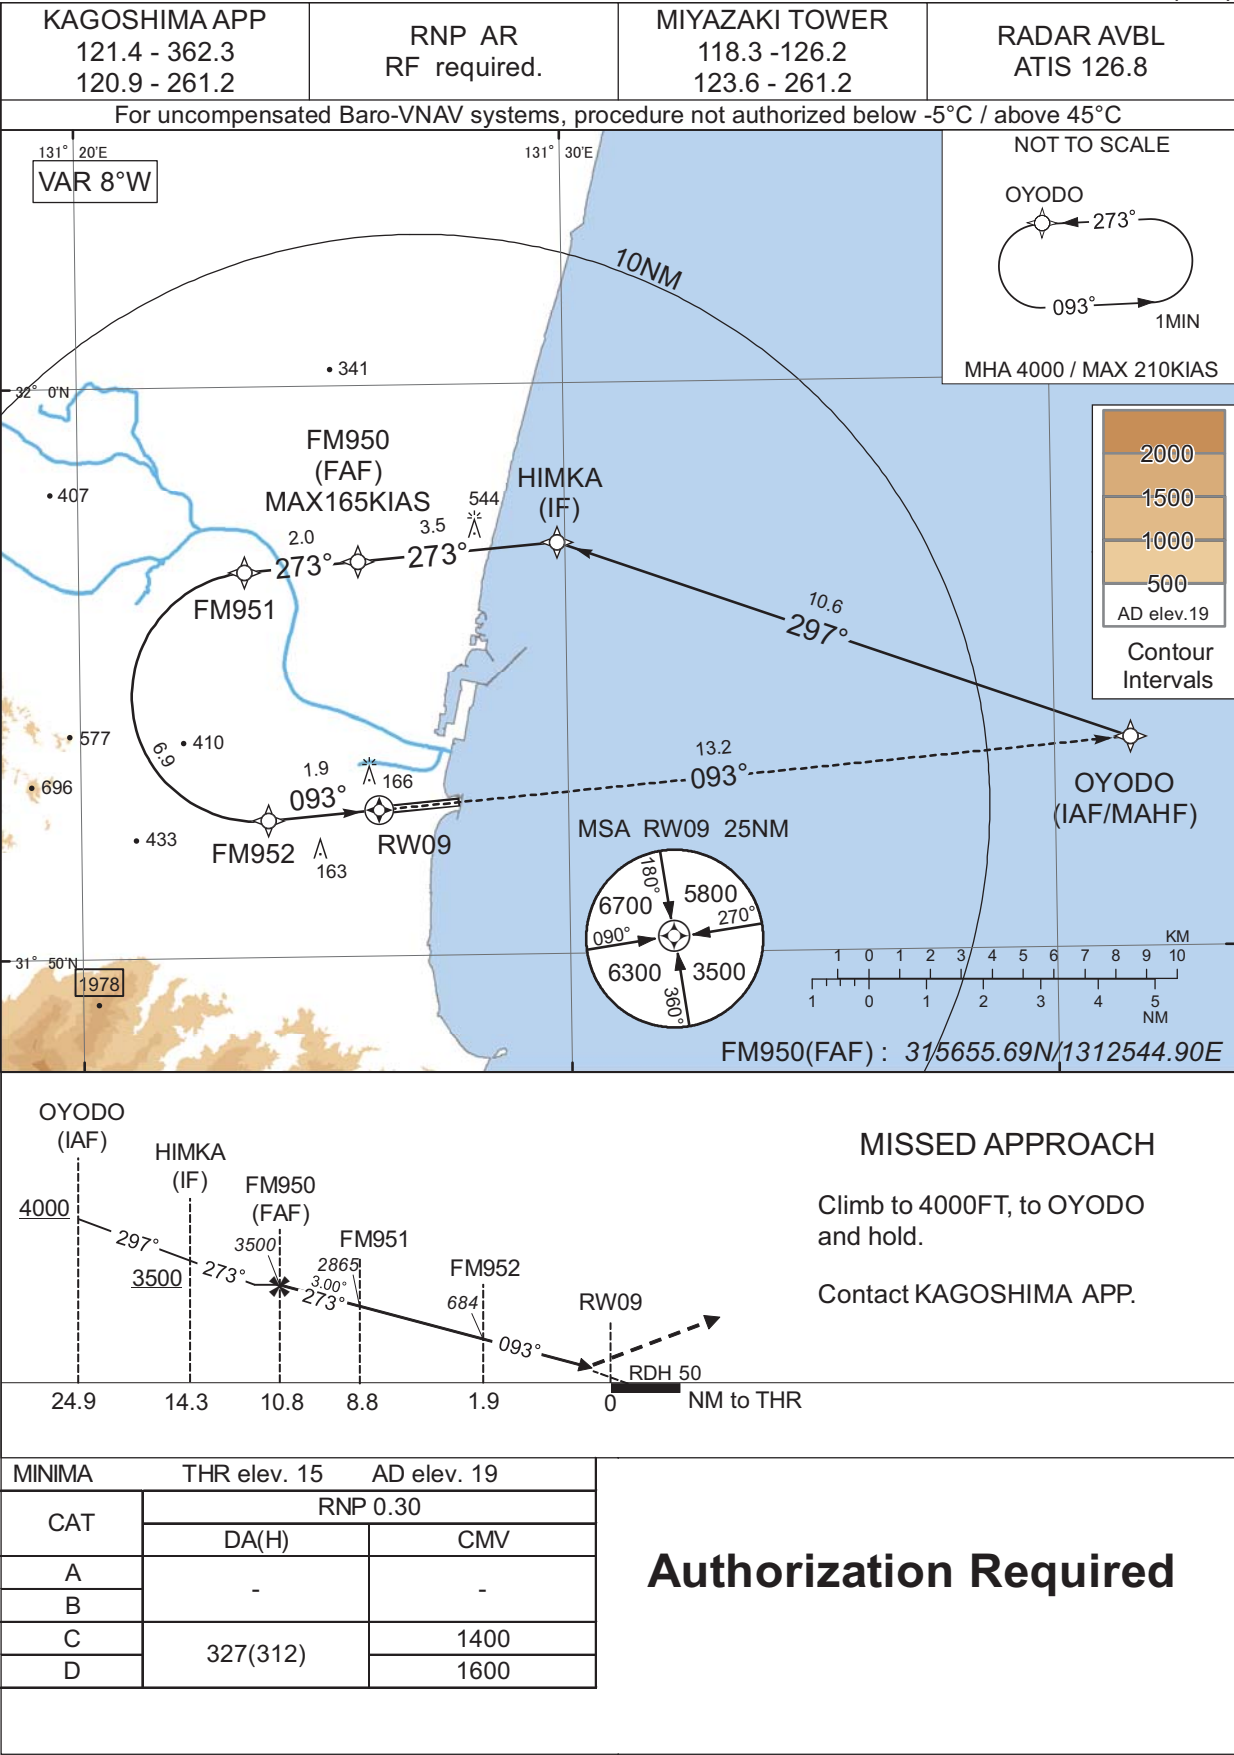 KAGOSHIMA APP
121.4 - 362.3
120.9 - 261.2
RNP AR
RF required.
MIYAZAKI TOWER
118.3 -126.2
123.6 - 261.2
RADAR AVBL
ATIS 126.8
For uncompensated Baro-VNAV systems, procedure not authorized below -5°C / above 45°C
131° 20'E
131° 30'E
VAR 8°W
NOT TO SCALE
OYODO
273°
093°
1MIN
MHA 4000 / MAX 210KIAS
10NM
341
32° 0'N
407
FM950
(FAF)
MAX165KIAS
544
HIMKA
(IF)
2.0
273°
3.5
273°
FM951
10.6
297°
2000
1500
1000
500
AD elev.19
Contour
Intervals
577
410
696
6.9
433
1.9
093°
166
FM952
163
RW09
13.2
093°
OYODO
(IAF/MAHF)
MSA RW09 25NM
180°
5800
6700
270°
090°
6300
3500
360°
31° 50'N
1978
KM
1 0 1 2 3 4 5 6 7 8 9 10
1 0 1 2 3 4 5
NM
FM950(FAF) : 315655.69N/1312544.90E
OYODO
(IAF)
HIMKA
(IF)
FM950
(FAF)
FM951
FM952
RW09
4000
297°
3500
273°
3500
2865
3.00°
273°
684
093°
RDH 50
24.9
14.3
10.8
8.8
1.9
0
NM to THR
MISSED APPROACH
Climb to 4000FT, to OYODO
and hold.
Contact KAGOSHIMA APP.
MINIMA THR elev. 15 AD elev. 19
CAT
RNP 0.30
DA(H) CMV
A
B
- -
C
D
327(312)
1400
1600
Authorization Required